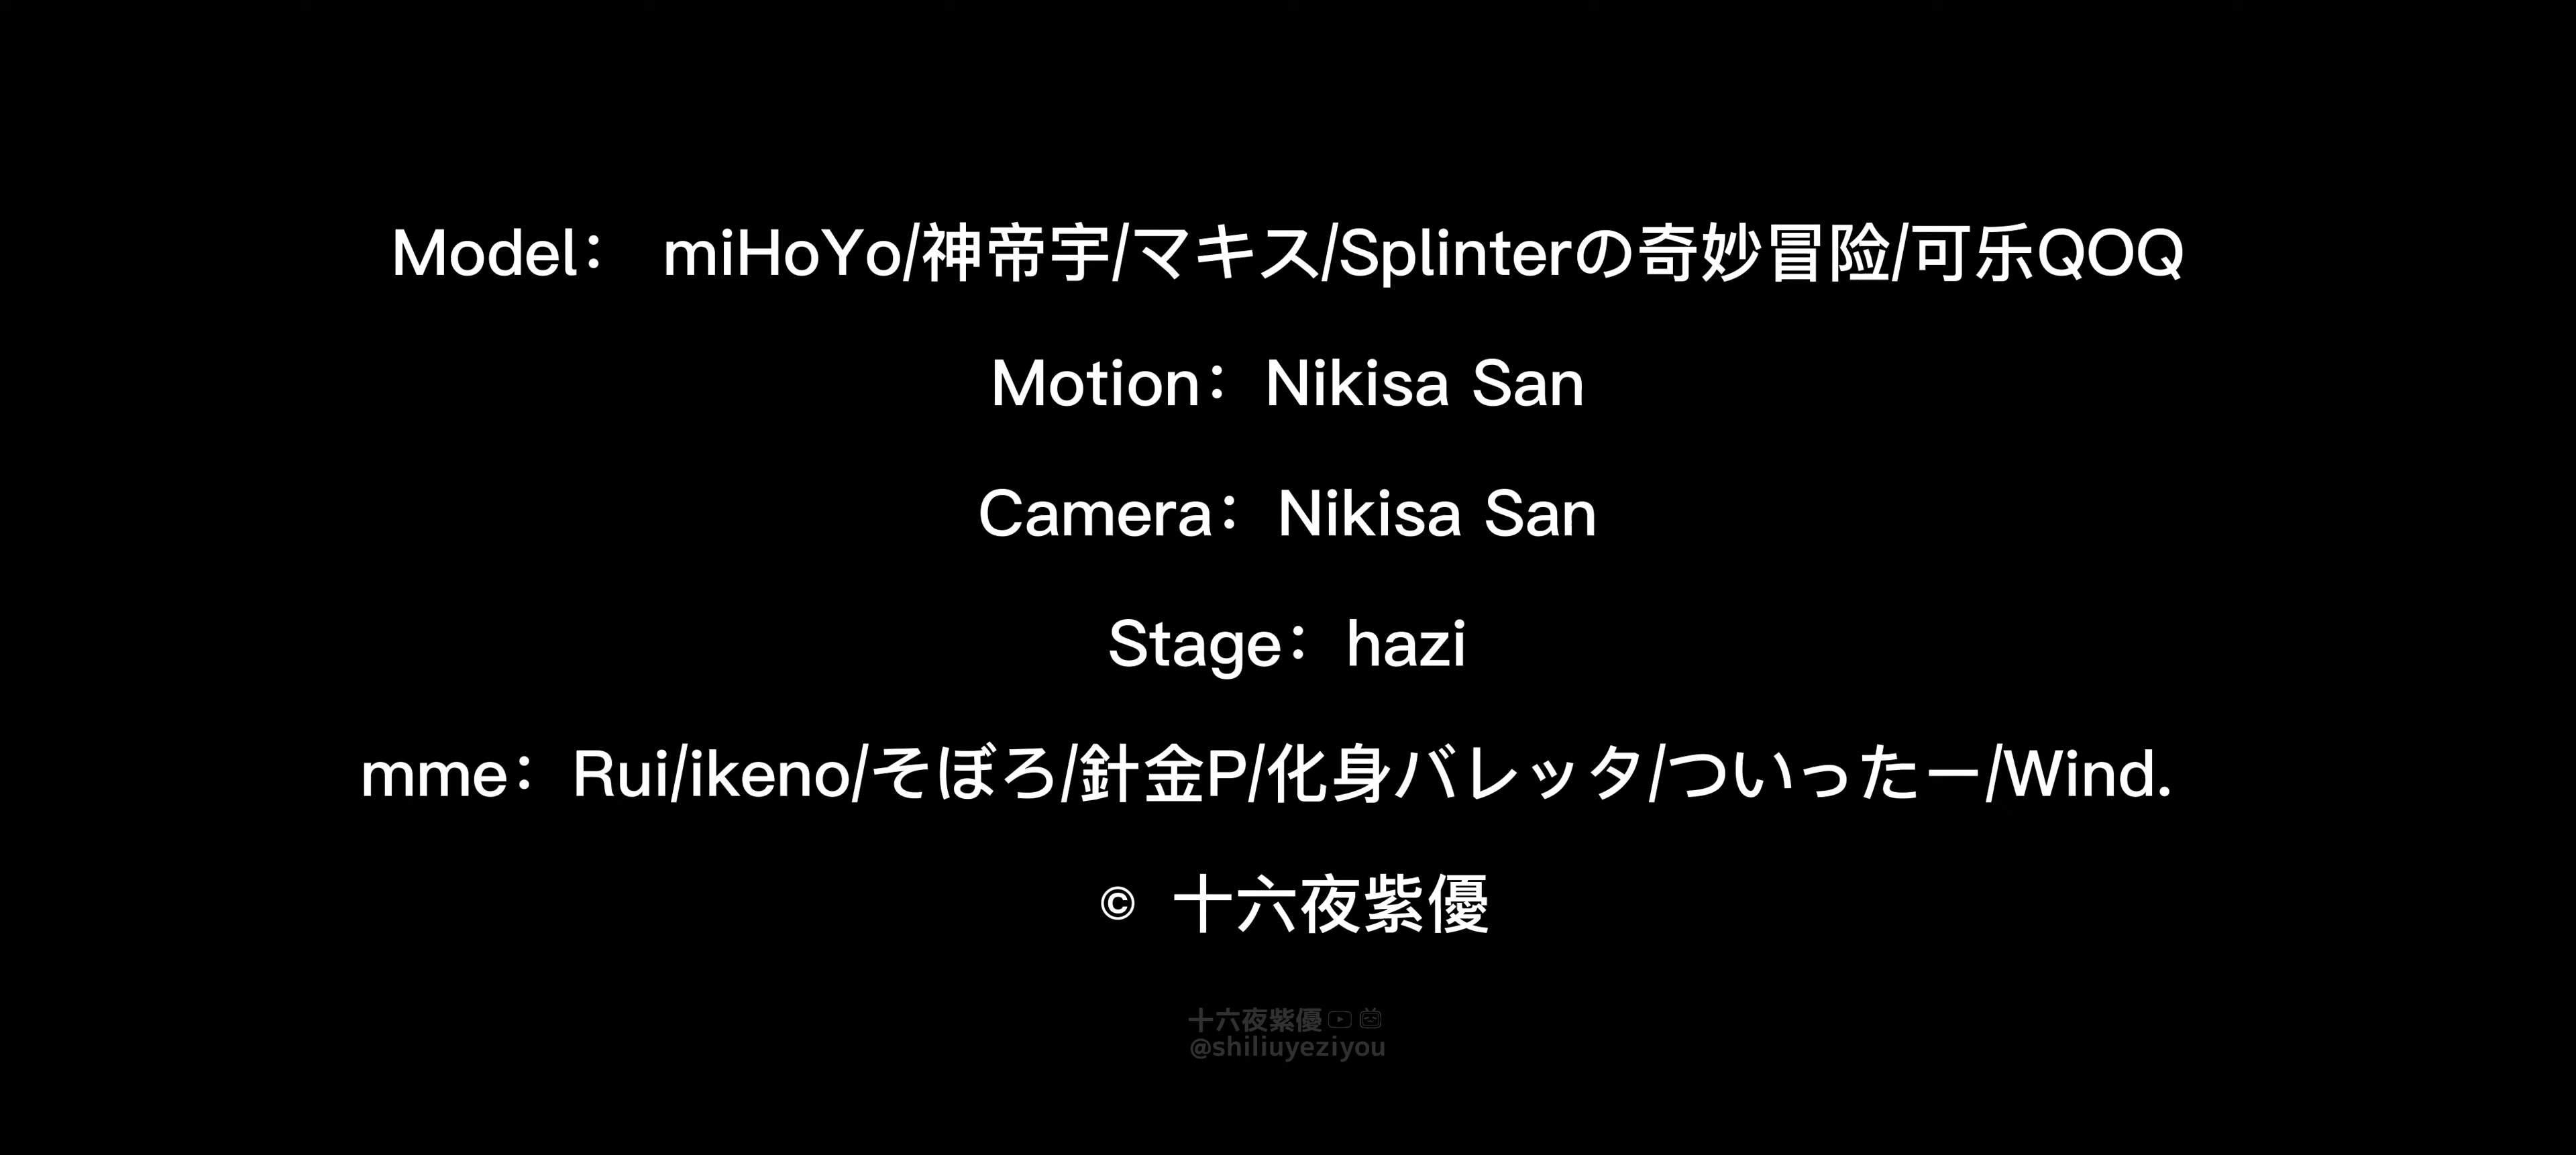 Model： miHoYo/神帝宇/マキス/Splinterの奇妙冒险/可乐QOQ
Motion：Nikisa San
Camera：Nikisa San
Stage：hazi
mme：Rui/ikeno/そぼろ/針金P/化身バレッタ/ついったー/Wind.
© 十六夜紫優
十六夜紫優
@shiliuyeziyou